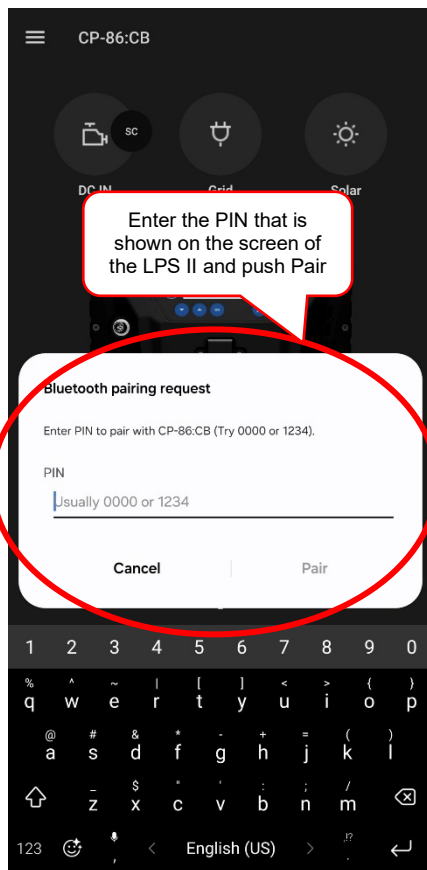 CP-86:CB
SC
DC IN
Grid
Solar
Enter the PIN that is
shown on the screen of
the LPS II and push Pair
Bluetooth pairing request
Enter PIN to pair with CP-86:CB (Try 0000 or 1234).
PIN
Usually 0000 or 1234
Cancel
Pair
1 2 3 4 5 6 7 8 9 0
% ^ ~ | [ ] < > { }
q w e r t y u i o p
@ # & * - + = ( )
a s d f g h j k l
_ $ " ' : ; /
z x c v b n m
123 , < English (US) > .
,!?